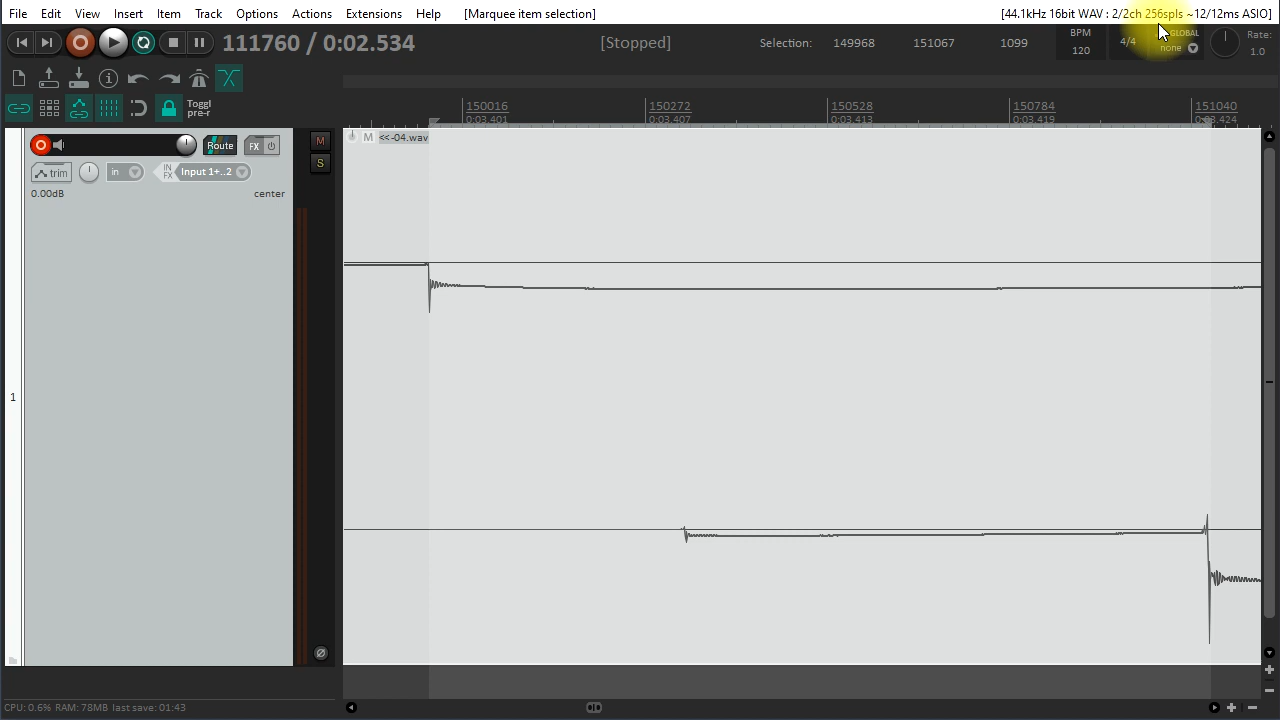 File Edit View Insert Item Track Options Actions Extensions Help [Marquee item selection] [44.1kHz 16bit WAV : 2/2ch 256spls ~12/12ms ASIO]
111760 / 0:02.534 [Stopped] Selection: 149968 151067 1099 BPM 120 4/4 GLOBAL none Rate: 1.0
Toggl pre-r
150016 150272 150528 150784 151040
0:03.401 0:03.407 0:03.413 0:03.419 0:03.424
M <<-04.wav
Route FX M
trim in IN FX Input 1+..2 S
0.00dB center
1
CPU: 0.6% RAM: 78MB last save: 01:43